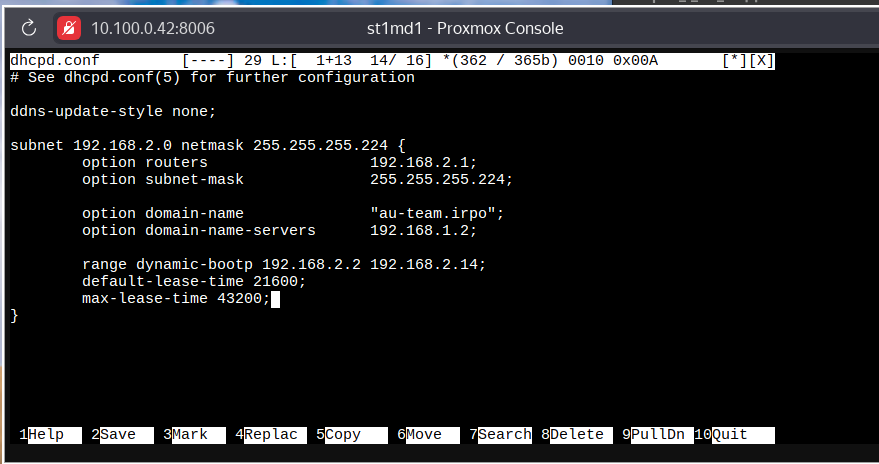 10.100.0.42:8006 st1md1 - Proxmox Console
dhcpd.conf [----] 29 L:[ 1+13 14/ 16] *(362 / 365b) 0010 0x00A [*][X]
# See dhcpd.conf(5) for further configuration
ddns-update-style none;
subnet 192.168.2.0 netmask 255.255.255.224 {
option routers 192.168.2.1;
option subnet-mask 255.255.255.224;
option domain-name "au-team.irpo";
option domain-name-servers 192.168.1.2;
range dynamic-bootp 192.168.2.2 192.168.2.14;
default-lease-time 21600;
max-lease-time 43200;
}
1Help 2Save 3Mark 4Replac 5Copy 6Move 7Search 8Delete 9PullDn 10Quit